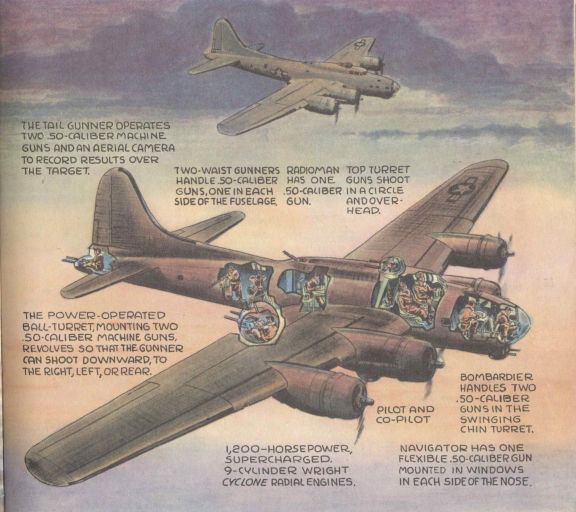 THE TAIL GUNNER OPERATES
TWO .50-CALIBER MACHINE
GUNS AND AN AERIAL CAMERA
TO RECORD RESULTS OVER
THE TARGET.
TWO-WAIST GUNNERS
HANDLE .50-CALIBER
GUNS, ONE IN EACH
SIDE OF THE FUSELAGE.
RADIOMAN
HAS ONE
.50-CALIBER
GUN.
TOP TURRET
GUNS SHOOT
IN A CIRCLE
AND OVER-
HEAD.
THE POWER-OPERATED
BALL-TURRET, MOUNTING TWO
.50-CALIBER MACHINE GUNS,
REVOLVES SO THAT THE GUNNER
CAN SHOOT DOWNWARD, TO
THE RIGHT, LEFT, OR REAR.
PILOT AND
CO-PILOT
BOMBARDIER
HANDLES TWO
.50-CALIBER
GUNS IN THE
SWINGING
CHIN TURRET.
1,200-HORSEPOWER,
SUPERCHARGED.
9-CYLINDER WRIGHT
CYCLONE RADIAL ENGINES.
NAVIGATOR HAS ONE
FLEXIBLE .50-CALIBER GUN
MOUNTED IN WINDOWS
IN EACH SIDE OF THE NOSE.